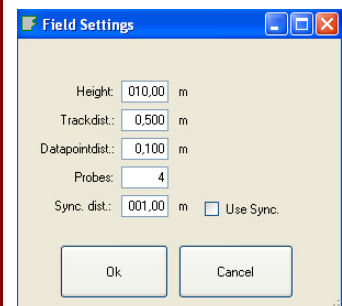 Field Settings
Height: 010,00 m
Trackdist.: 0,500 m
Datapointdist.: 0,100 m
Probes: 4
Sync. dist.: 001,00 m Use Sync.
Ok Cancel